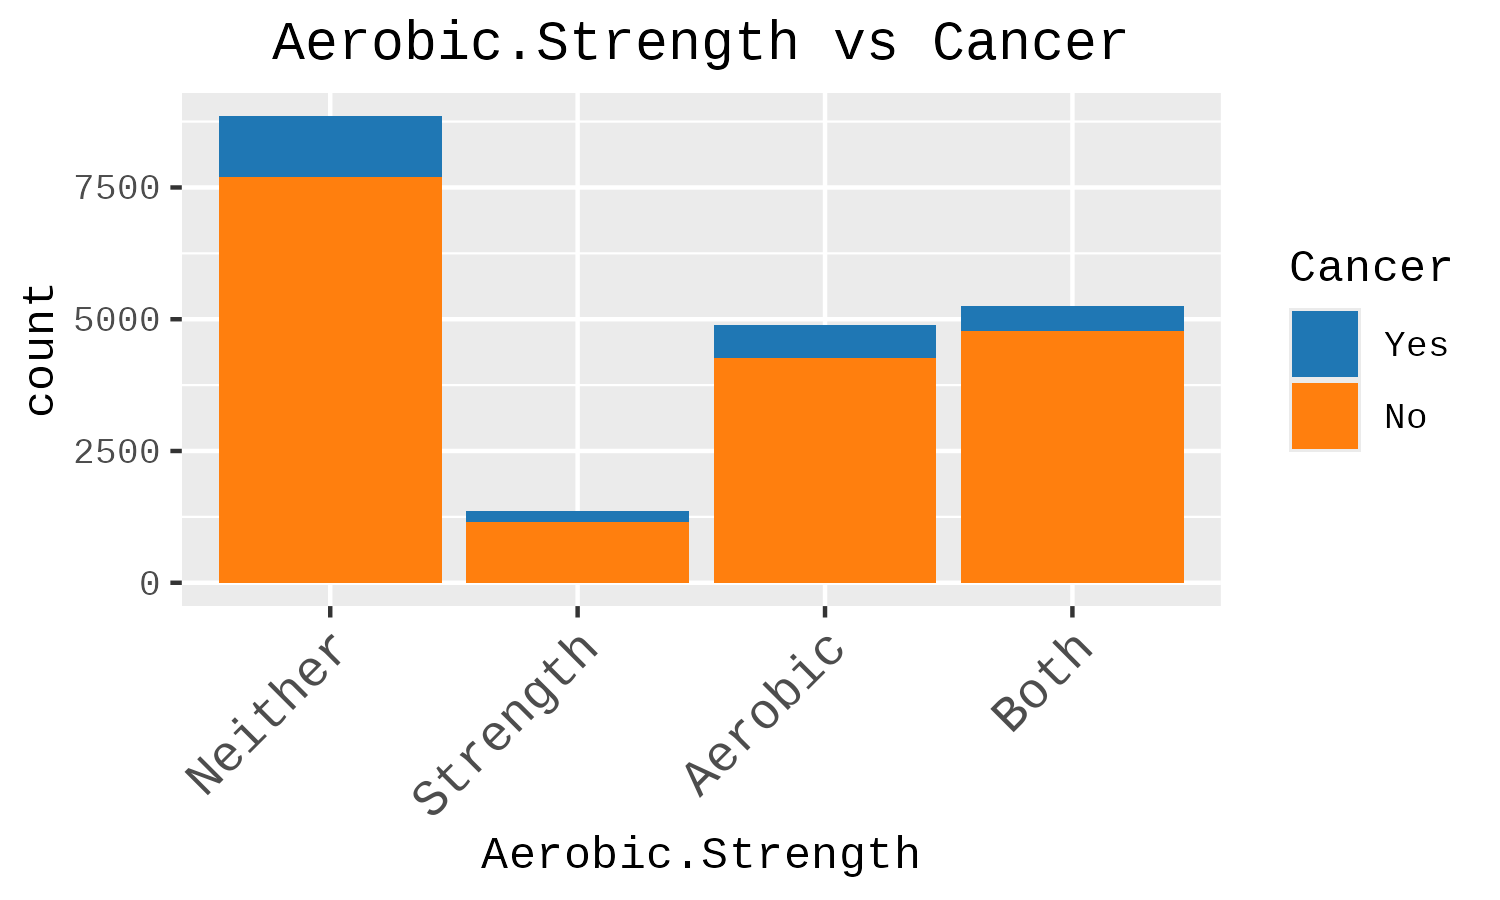 Aerobic.Strength vs Cancer
7500
5000
2500
0
count
Neither
Strength
Aerobic
Both
Aerobic.Strength
Cancer
Yes
No